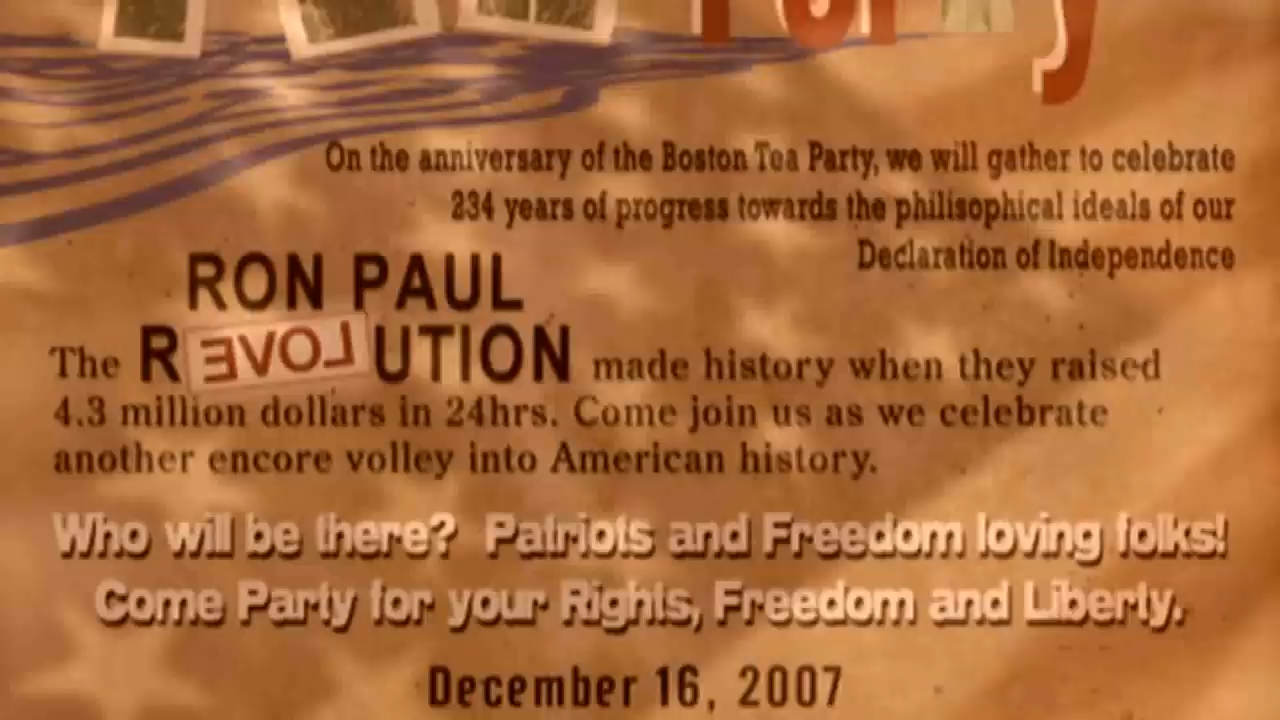 Party
On the anniversary of the Boston Tea Party, we will gather to celebrate
234 years of progress towards the philisophical ideals of our
Declaration of Independence
RON PAUL
The REVOLUTION made history when they raised
4.3 million dollars in 24hrs. Come join us as we celebrate
another encore volley into American history.
Who will be there? Patriots and Freedom loving folks!
Come Party for your Rights, Freedom and Liberty.
December 16, 2007